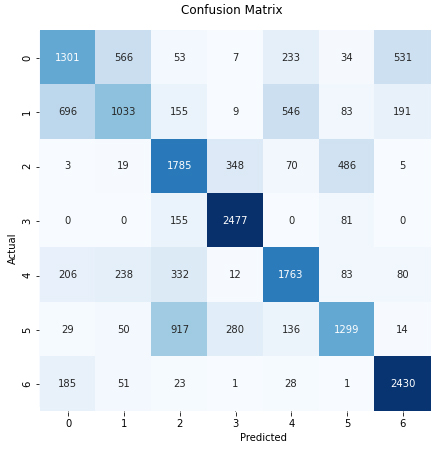 Confusion Matrix
Actual
0 1301 566 53 7 233 34 531
1 696 1033 155 9 546 83 191
2 3 19 1785 348 70 486 5
3 0 0 155 2477 0 81 0
4 206 238 332 12 1763 83 80
5 29 50 917 280 136 1299 14
6 185 51 23 1 28 1 2430
0 1 2 3 4 5 6
Predicted